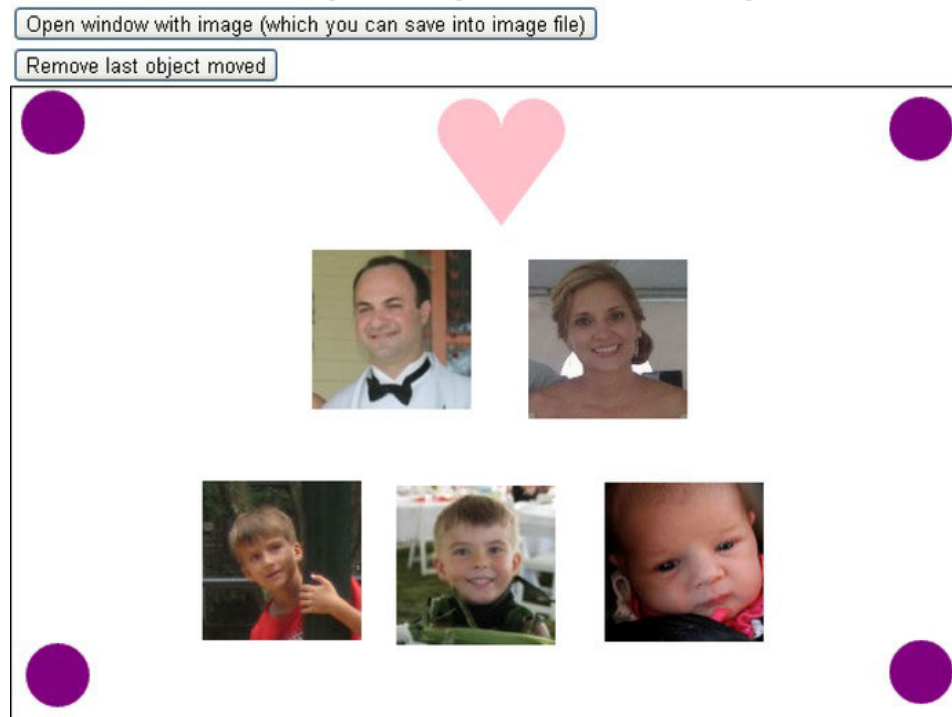 Open window with image (which you can save into image file)
Remove last object moved